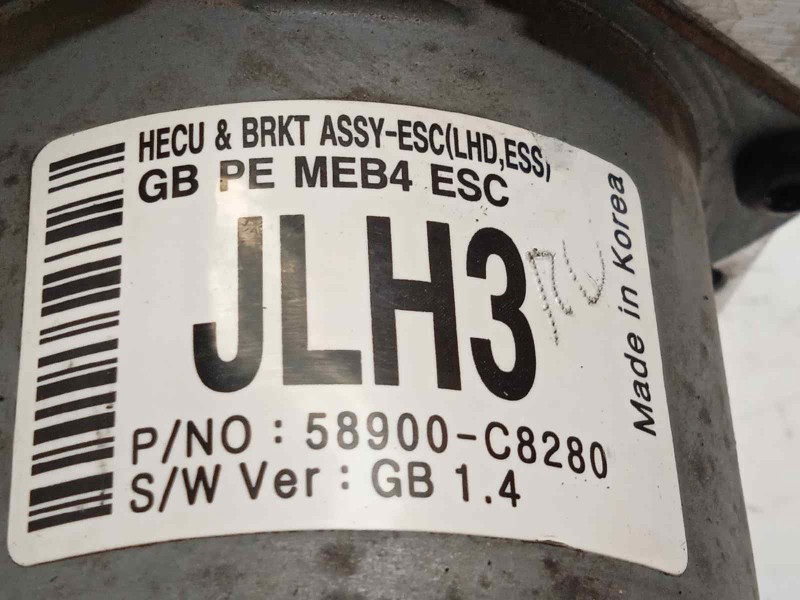 HECU & BRKT ASSY-ESC(LHD,ESS)
GB PE MEB4 ESC
JLH3
P/NO : 58900-C8280
S/W Ver : GB 1.4
Made in Korea